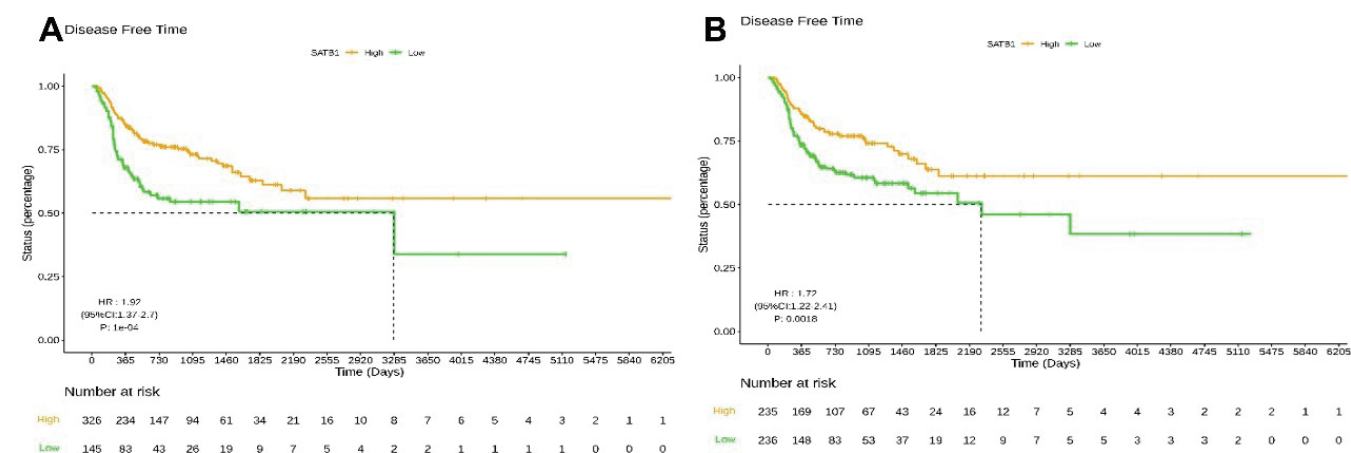 A Disease Free Time
SATB1 High Low
Status (percentage)
1.00
0.75
0.50
0.25
0.00
HR : 1.92
(95%CI:1.37-2.7)
P: 1e-04
0 365 730 1095 1460 1825 2190 2555 2920 3285 3650 4015 4380 4745 5110 5475 5840 6205
Time (Days)
Number at risk
High 326 234 147 94 61 34 21 16 10 8 7 6 5 4 3 2 1 1
Low 145 83 43 26 19 9 7 5 4 2 2 1 1 1 1 0 0 0
B Disease Free Time
SATB1 High Low
Status (percentage)
1.00
0.75
0.50
0.25
0.00
HR : 1.72
(95%CI:1.22-2.41)
P: 0.0018
0 365 730 1095 1460 1825 2190 2555 2920 3285 3650 4015 4380 4745 5110 5475 5840 6205
Time (Days)
Number at risk
High 235 169 107 67 43 24 16 12 7 5 4 4 3 2 2 2 1 1
Low 236 148 83 53 37 19 12 9 7 5 5 3 3 3 2 0 0 0